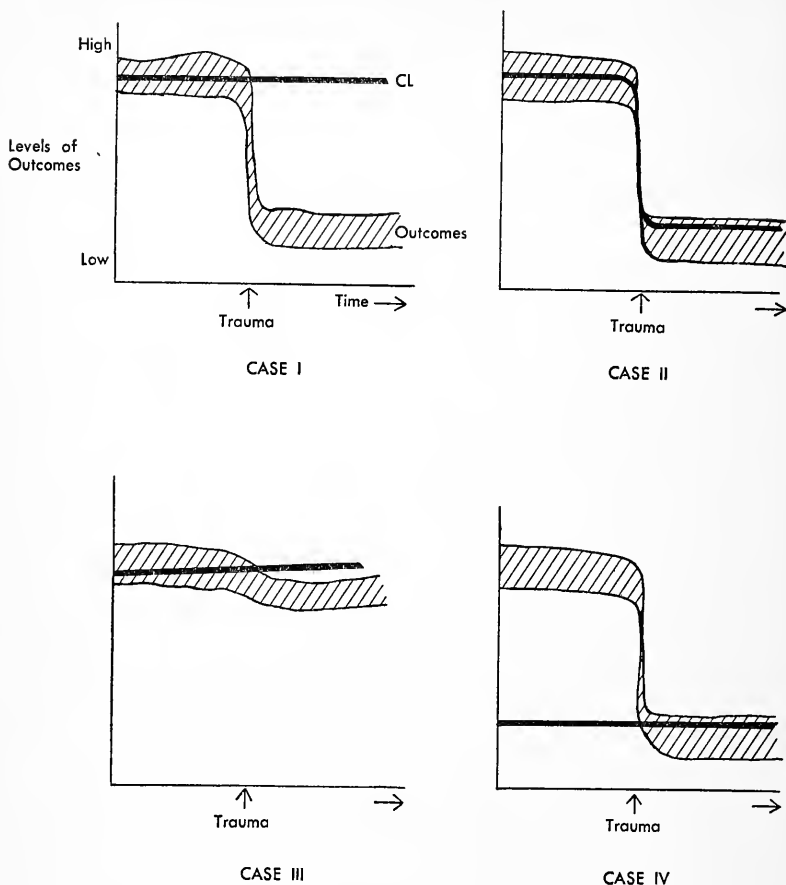 High
CL
Levels of
Outcomes
Outcomes
Low
Time
Trauma
CASE I
Trauma
CASE II
Trauma
CASE III
Trauma
CASE IV